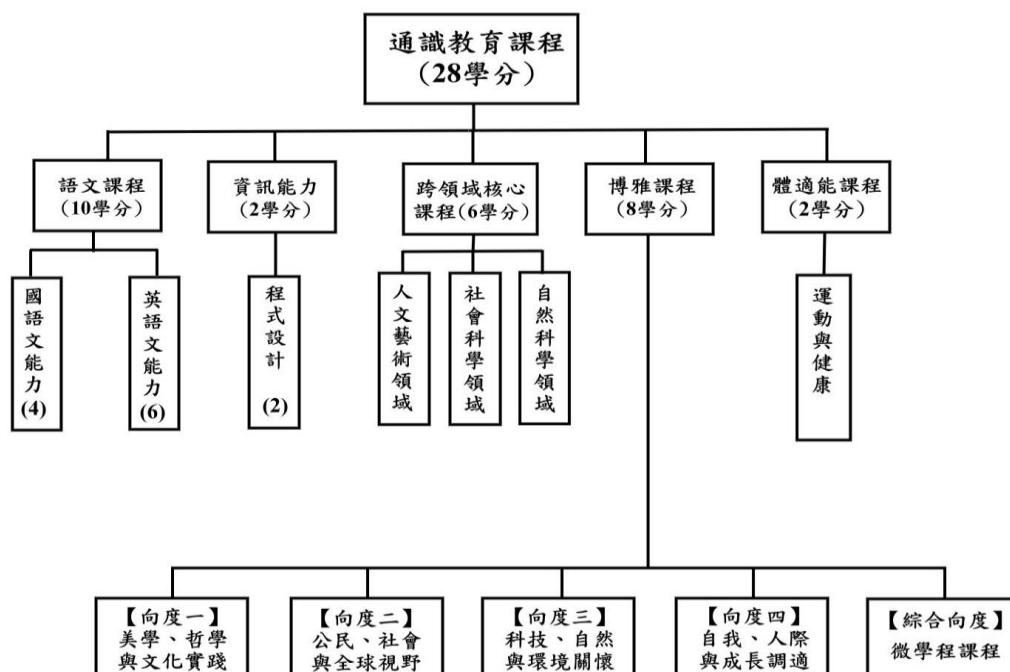 通識教育課程
(28學分)
語文課程
(10學分)
資訊能力
(2學分)
跨領域核心
課程(6學分)
博雅課程
(8學分)
體適能課程
(2學分)
國語文能力
(4)
英語文能力
(6)
程式設計
(2)
人文藝術領域
社會科學領域
自然科學領域
運動與健康
【向度一】
美學、哲學
與文化實踐
【向度二】
公民、社會
與全球視野
【向度三】
科技、自然
與環境關懷
【向度四】
自我、人際
與成長調適
【綜合向度】
微學程課程